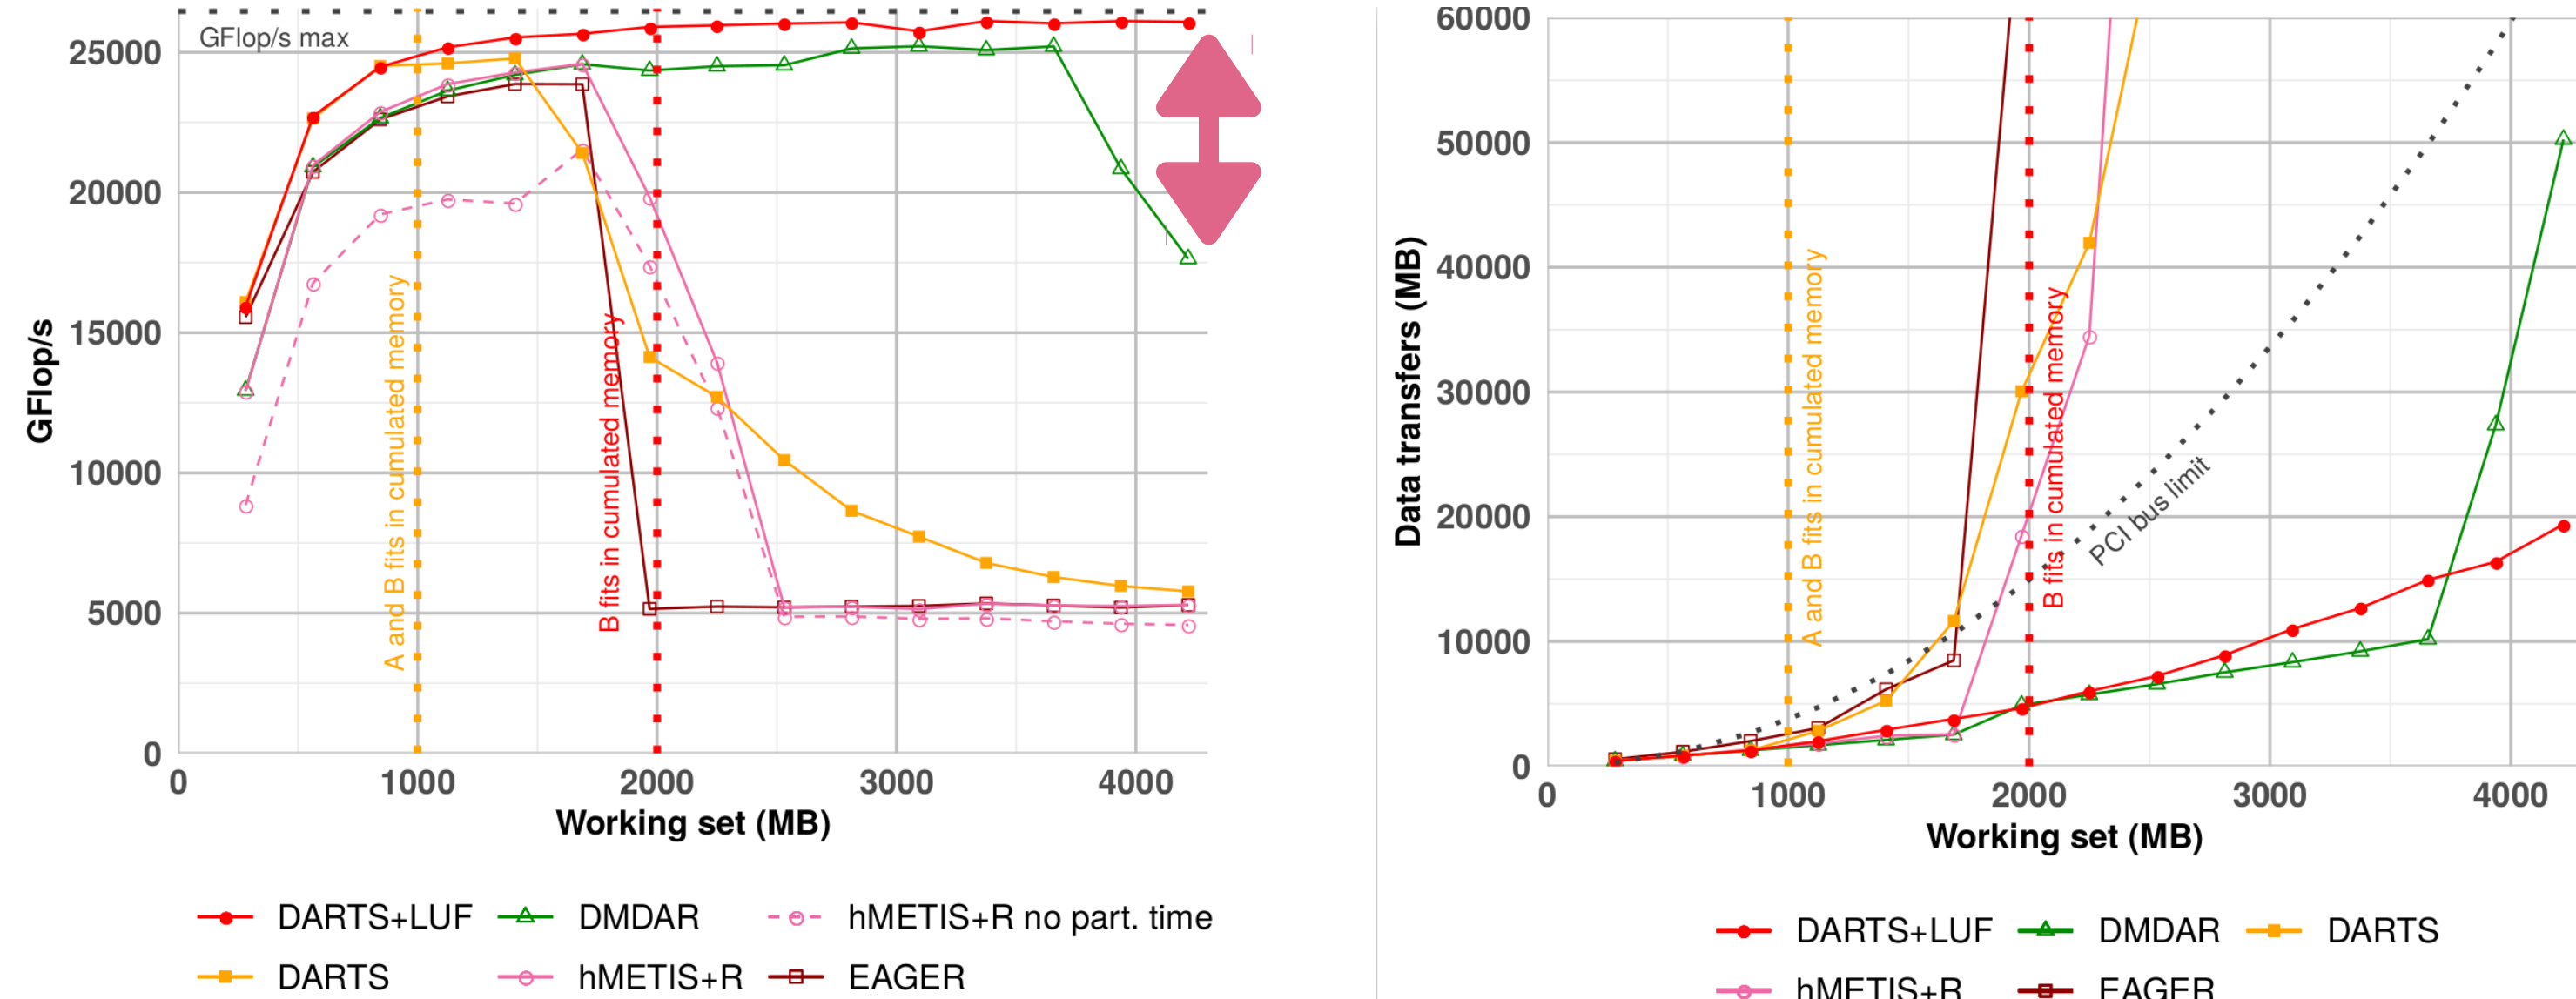 GFlop/s max
25000
20000
15000
10000
5000
0
GFlop/s
A and B fits in cumulated memory
B fits in cumulated memory
0 1000 2000 3000 4000
Working set (MB)
DARTS+LUF DMDAR hMETIS+R no part. time
DARTS hMETIS+R EAGER
60000
50000
40000
30000
20000
10000
0
Data transfers (MB)
A and B fits in cumulated memory
B fits in cumulated memory
PCI bus limit
0 1000 2000 3000 4000
Working set (MB)
DARTS+LUF DMDAR DARTS
hMETIS+R EAGER